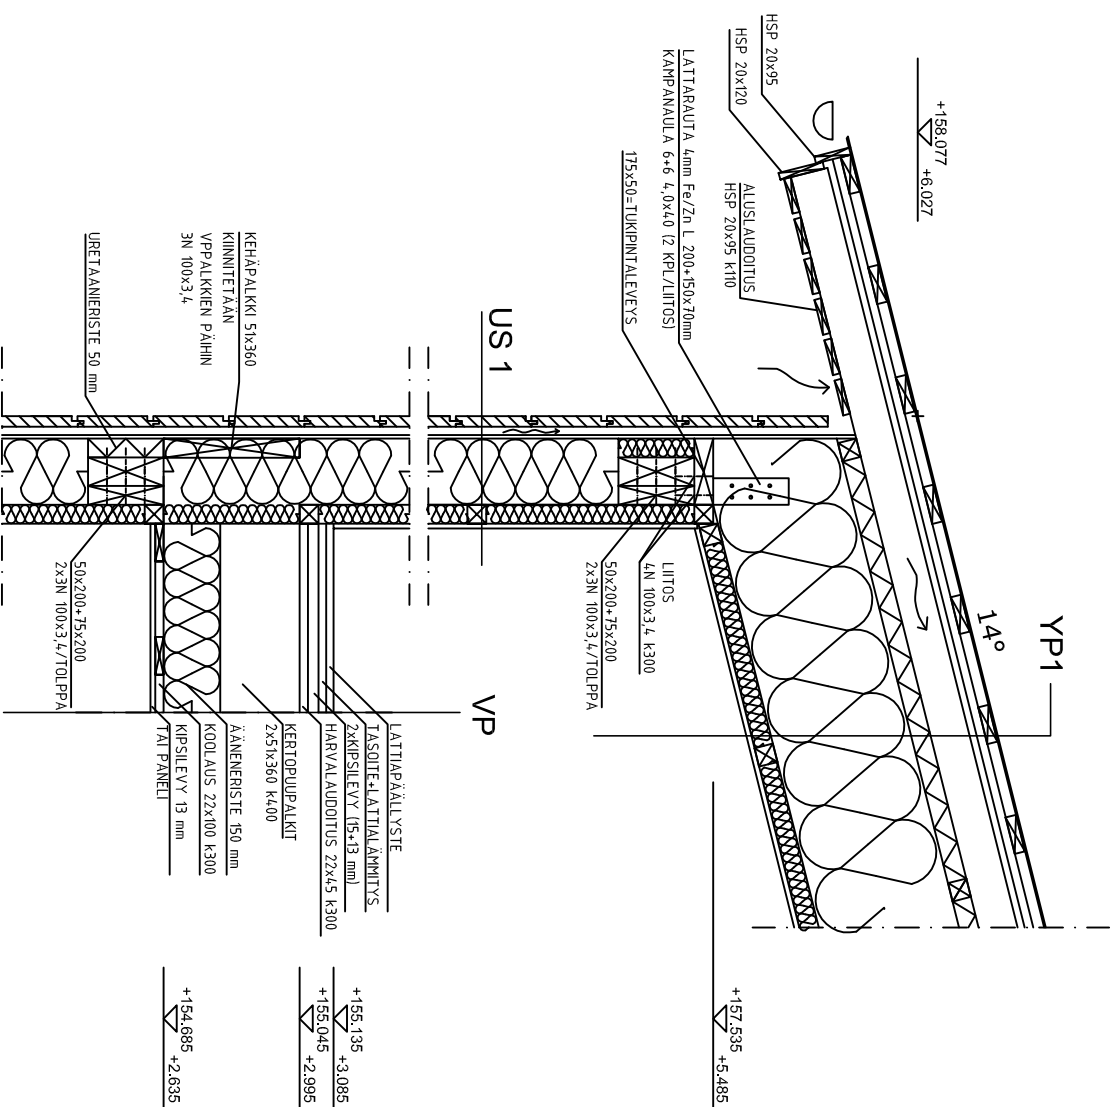 HSP 20x95
HSP 20x120
+158.077
+6.027
LATTARAUTA 4mm Fe/Zn L 200+150x70mm
KAMPANAULA 6+6 4,0x40 (2 KPL/LIITOS)
ALUSLAUDOITUS
HSP 20x95 k110
175x50=TUKIPINTALEVEYS
KEHÄPALKKI 51x360
KIINNITETÄÄN
VPPALKKIEN PÄIHIN
3N 100x3,4
URETAANIERISTE 50 mm
US 1
14°
YP1
LIITOS
4N 100x3,4 k300
50x200+75x200
2x3N 100x3,4/TOLPPA
50x200+75x200
2x3N 100x3,4/TOLPPA
VP
LATTIAPÄÄLLYSTE
TASOITE+LATTIALÄMMITYS
2xKIPSILEVY (15+13 mm)
HARVALAUDOITUS 22x45 k300
KERTOPUUPALKIT
2x51x360 k400
ÄÄNENERISTE 150 mm
KOOLAUS 22x100 k300
KIPSILEVY 13 mm
TAI PANELI
+157.535
+5.485
+155.135
+3.085
+155.045
+2.995
+154.685
+2.635